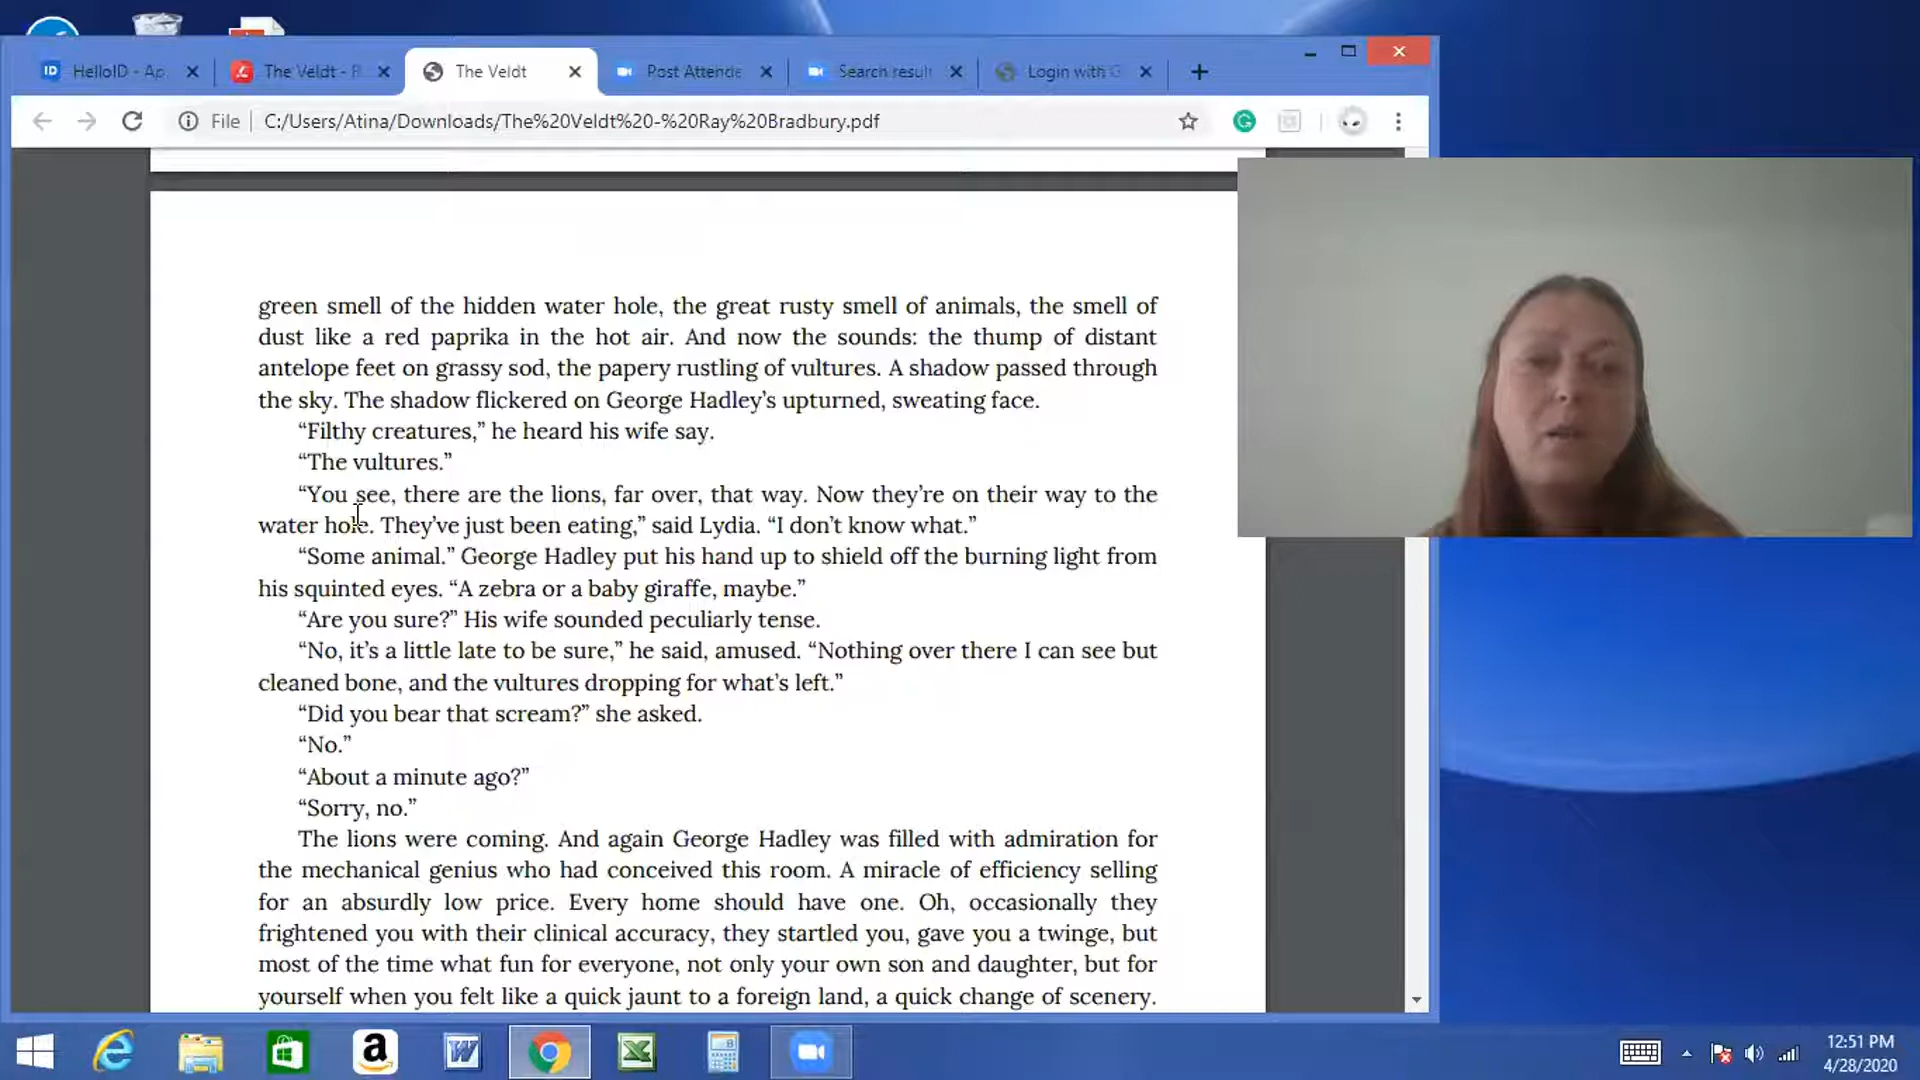 HelloID - Ap
The Veldt - R
The Veldt
Post Attende
Search result
Login with G
File
C:/Users/Atina/Downloads/The%20Veldt%20-%20Ray%20Bradbury.pdf
green smell of the hidden water hole, the great rusty smell of animals, the smell of
dust like a red paprika in the hot air. And now the sounds: the thump of distant
antelope feet on grassy sod, the papery rustling of vultures. A shadow passed through
the sky. The shadow flickered on George Hadley’s upturned, sweating face.
“Filthy creatures,” he heard his wife say.
“The vultures.”
“You see, there are the lions, far over, that way. Now they’re on their way to the
water hole. They’ve just been eating,” said Lydia. “I don’t know what.”
“Some animal.” George Hadley put his hand up to shield off the burning light from
his squinted eyes. “A zebra or a baby giraffe, maybe.”
“Are you sure?” His wife sounded peculiarly tense.
“No, it’s a little late to be sure,” he said, amused. “Nothing over there I can see but
cleaned bone, and the vultures dropping for what’s left.”
“Did you bear that scream?” she asked.
“No.”
“About a minute ago?”
“Sorry, no.”
The lions were coming. And again George Hadley was filled with admiration for
the mechanical genius who had conceived this room. A miracle of efficiency selling
for an absurdly low price. Every home should have one. Oh, occasionally they
frightened you with their clinical accuracy, they startled you, gave you a twinge, but
most of the time what fun for everyone, not only your own son and daughter, but for
yourself when you felt like a quick jaunt to a foreign land, a quick change of scenery.
12:51 PM
4/28/2020